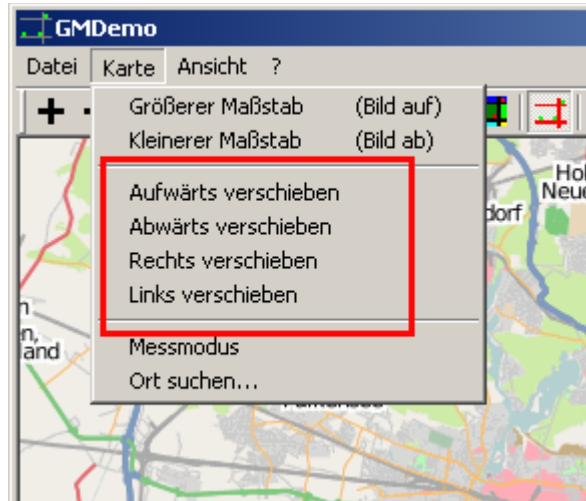 GMDemo
Datei Karte Ansicht ?
Größerer Maßstab (Bild auf)
Kleinerer Maßstab (Bild ab)
Aufwärts verschieben
Abwärts verschieben
Rechts verschieben
Links verschieben
Messmodus
Ort suchen...